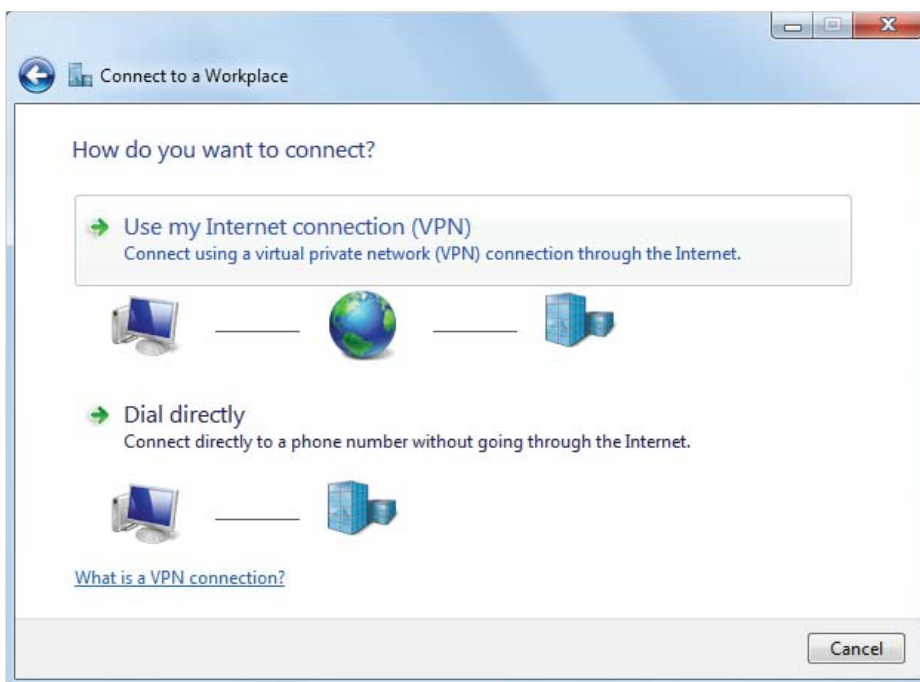 Connect to a Workplace
How do you want to connect?
Use my Internet connection (VPN)
Connect using a virtual private network (VPN) connection through the Internet.
Dial directly
Connect directly to a phone number without going through the Internet.
What is a VPN connection?
Cancel